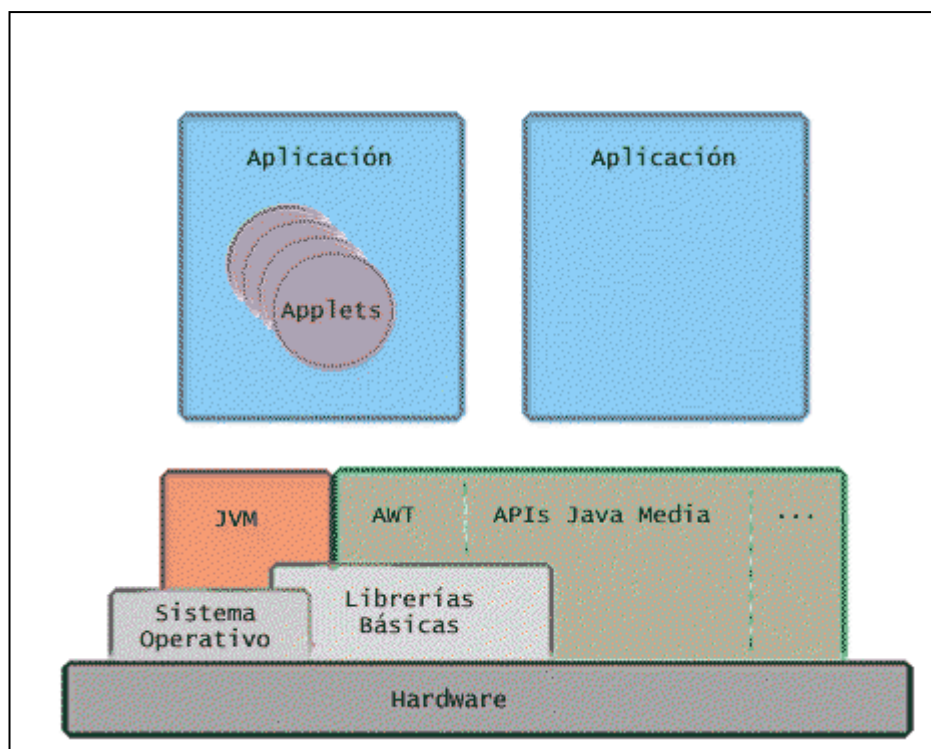 Aplicación
Aplicación
Applets
JVM
AWT
APIs Java Media
...
Sistema
Operativo
Librerías
Básicas
Hardware